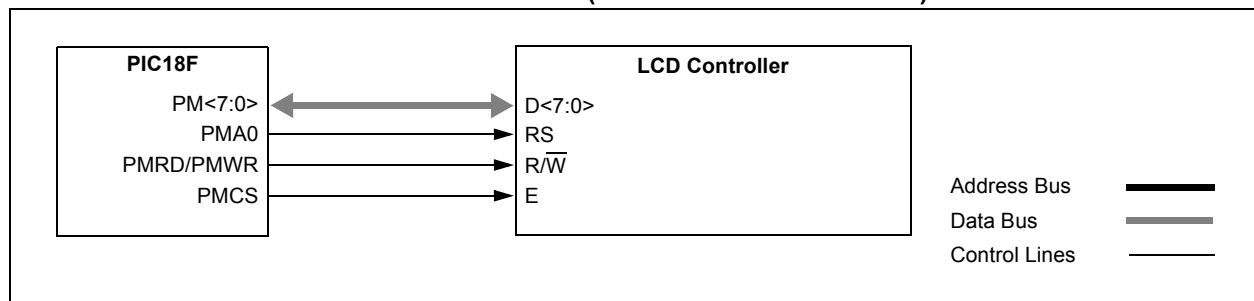 PIC18F
LCD Controller
PM<7:0>
D<7:0>
PMA0
RS
PMRD/PMWR
R/W̅
PMCS
E
Address Bus
Data Bus
Control Lines